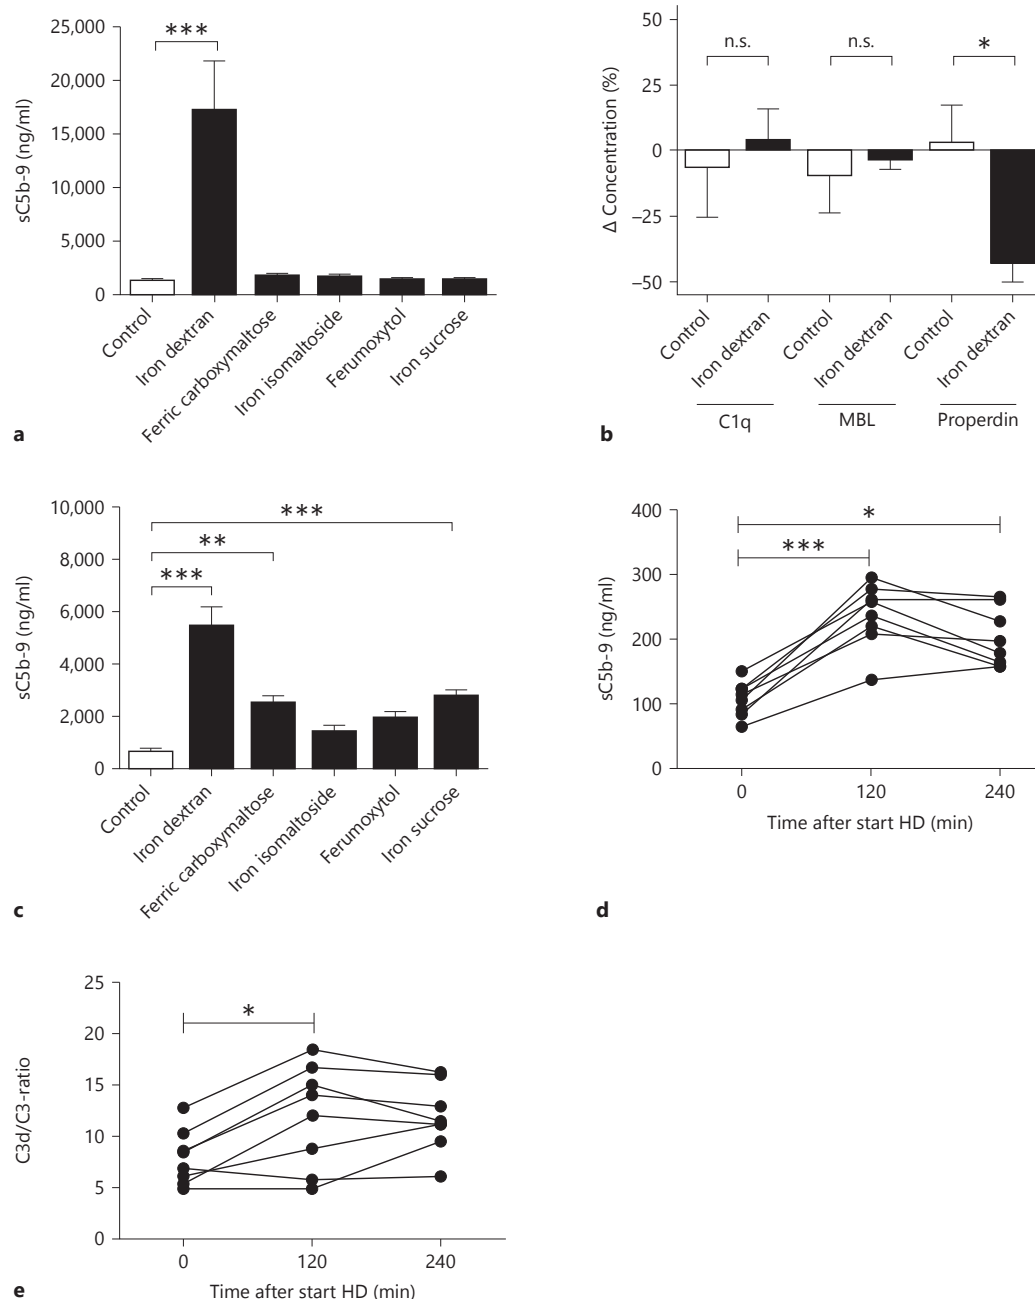 25,000
20,000
15,000
10,000
5,000
0
sC5b-9 (ng/ml)
***
Control
Iron dextran
Ferric carboxymaltose
Iron isomaltoside
Ferumoxytol
Iron sucrose
a
50
25
0
–25
–50
Δ Concentration (%)
n.s.
n.s.
*
Control
Iron dextran
Control
Iron dextran
Control
Iron dextran
C1q
MBL
Properdin
b
10,000
8,000
6,000
4,000
2,000
0
sC5b-9 (ng/ml)
***
**
***
Control
Iron dextran
Ferric carboxymaltose
Iron isomaltoside
Ferumoxytol
Iron sucrose
c
400
300
200
100
0
sC5b-9 (ng/ml)
*
***
0
120
240
Time after start HD (min)
d
25
20
15
10
5
0
C3d/C3-ratio
*
0
120
240
Time after start HD (min)
e